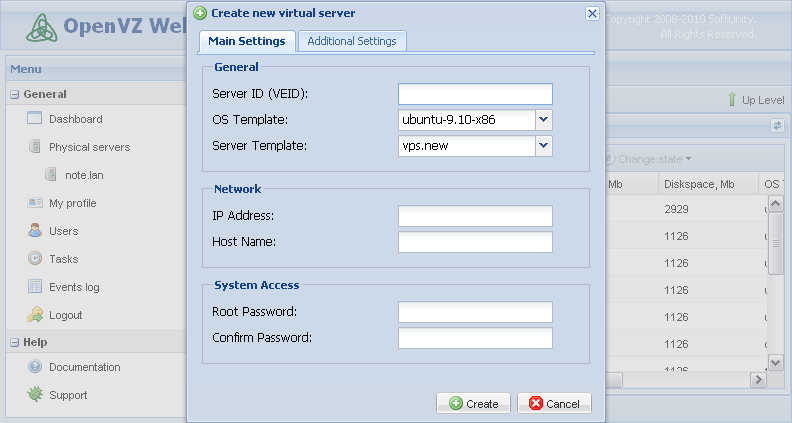 OpenVZ Web
Copyright 2008-2010 SoftUnity.
All Rights Reserved.
Create new virtual server
Main Settings
Additional Settings
General
Server ID (VEID):
OS Template:
ubuntu-9.10-x86
Server Template:
vps.new
Network
IP Address:
Host Name:
System Access
Root Password:
Confirm Password:
Create
Cancel
Menu
General
Dashboard
Physical servers
note.lan
My profile
Users
Tasks
Events log
Logout
Help
Documentation
Support
Up Level
Change state
Mb
Diskspace, Mb
OS
2929
1126
1126
1126
1126
1126